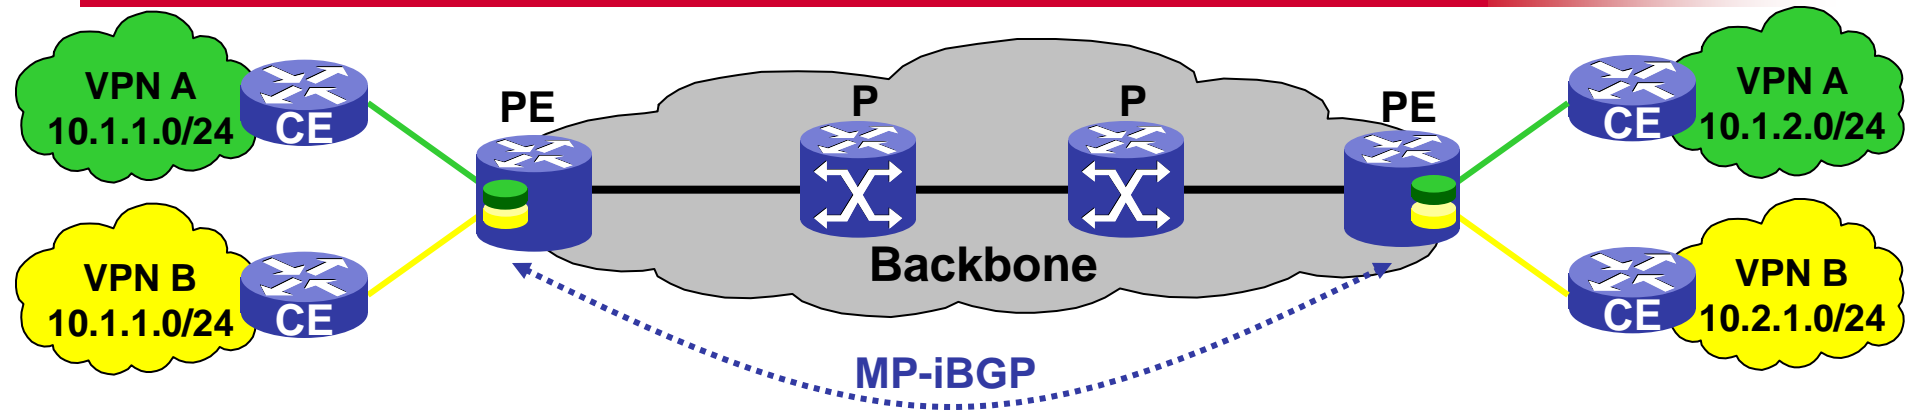 VPN A
10.1.1.0/24
CE
PE
P
P
PE
CE
VPN A
10.1.2.0/24
VPN B
10.1.1.0/24
CE
Backbone
MP-iBGP
CE
VPN B
10.2.1.0/24